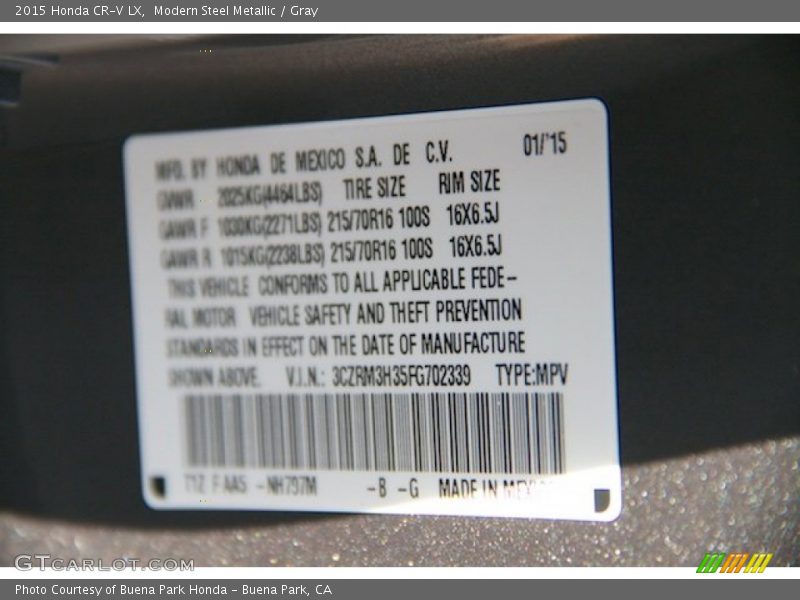 2015 Honda CR-V LX, Modern Steel Metallic / Gray
MFD. BY HONDA DE MEXICO S.A. DE C.V. 01/'15
GVWR 2025KG(4464LBS) TIRE SIZE RIM SIZE
GAWR F 1030KG(2271LBS) 215/70R16 100S 16X6.5J
GAWR R 1015KG(2238LBS) 215/70R16 100S 16X6.5J
THIS VEHICLE CONFORMS TO ALL APPLICABLE FEDE-
RAL MOTOR VEHICLE SAFETY AND THEFT PREVENTION
STANDARDS IN EFFECT ON THE DATE OF MANUFACTURE
SHOWN ABOVE. V.I.N.: 3CZRM3H35FG702339 TYPE:MPV
T1Z F AA5 -NH797M -B -G MADE IN
GTcarlot.com
Photo Courtesy of Buena Park Honda - Buena Park, CA